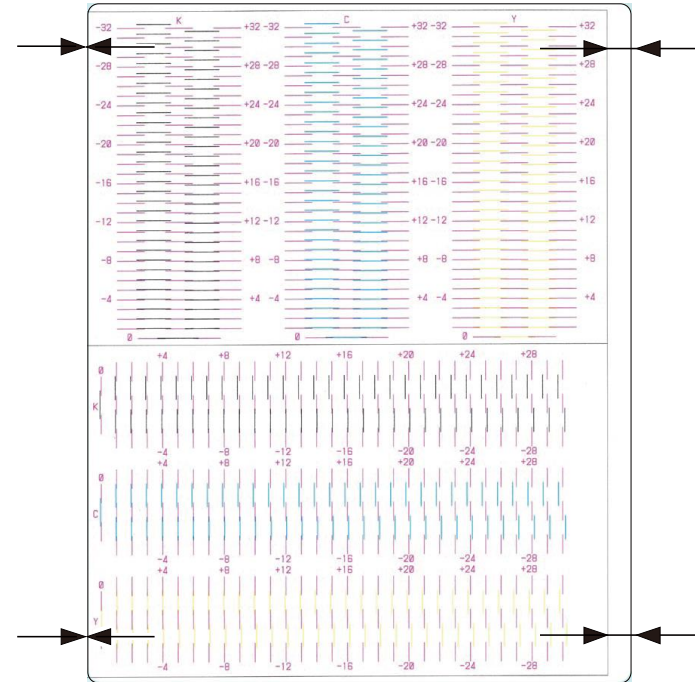 K C Y
-32 +32 -32 +32 -32 +32
-28 +28 -28 +28 -28 +28
-24 +24 -24 +24 -24 +24
-20 +20 -20 +20 -20 +20
-16 +16 -16 +16 -16 +16
-12 +12 -12 +12 -12 +12
-8 +8 -8 +8 -8 +8
-4 +4 -4 +4 -4 +4
0 0 0
+4 +8 +12 +16 +20 +24 +28
0
K
-4 -8 -12 -16 -20 -24 -28
+4 +8 +12 +16 +20 +24 +28
0
C
-4 -8 -12 -16 -20 -24 -28
+4 +8 +12 +16 +20 +24 +28
0
Y
-4 -8 -12 -16 -20 -24 -28